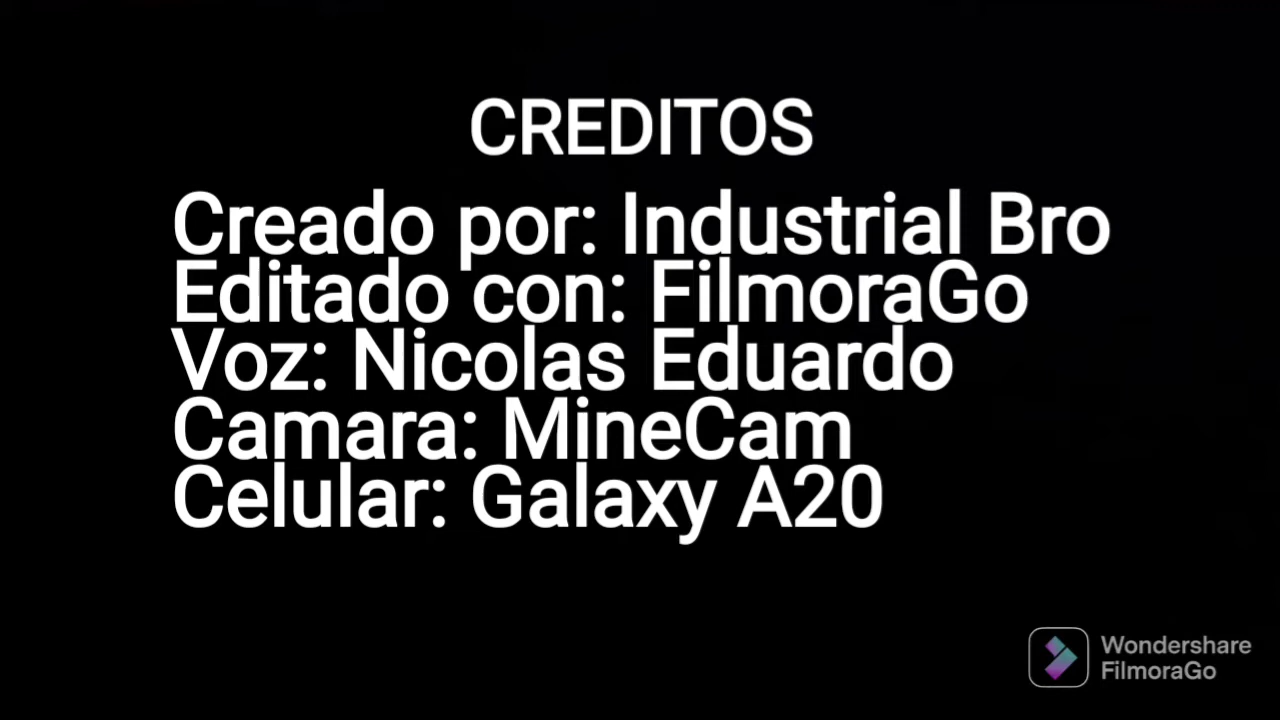 CREDITOS
Creado por: Industrial Bro
Editado con: FilmoraGo
Voz: Nicolas Eduardo
Camara: MineCam
Celular: Galaxy A20
Wondershare
FilmoraGo